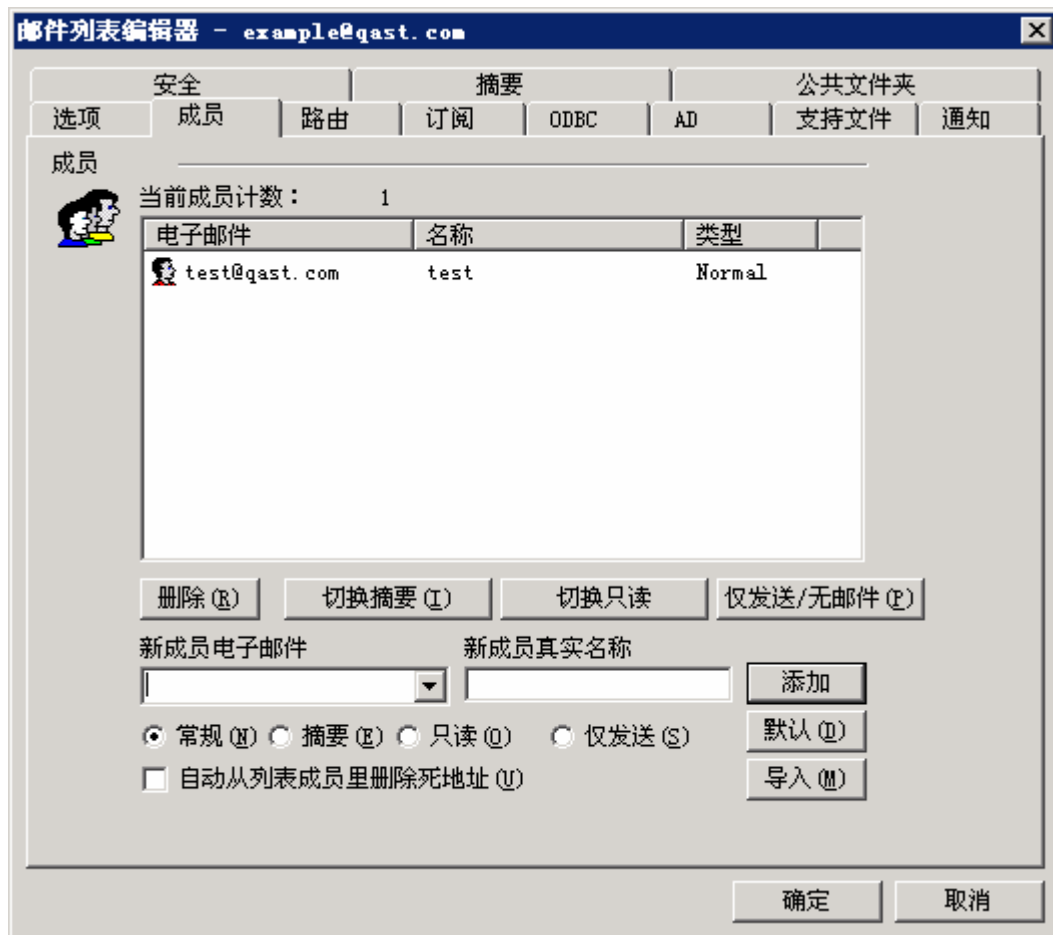 邮件列表编辑器 - example@qast.com
安全 摘要 公共文件夹
选项 成员 路由 订阅 ODBC AD 支持文件 通知
成员
当前成员计数： 1
电子邮件 名称 类型
test@qast.com test Normal
删除(R) 切换摘要(I) 切换只读 仅发送/无邮件(P)
新成员电子邮件 新成员真实名称
添加
常规(N) 摘要(E) 只读(O) 仅发送(S) 默认(D)
自动从列表成员里删除死地址(U) 导入(M)
确定 取消